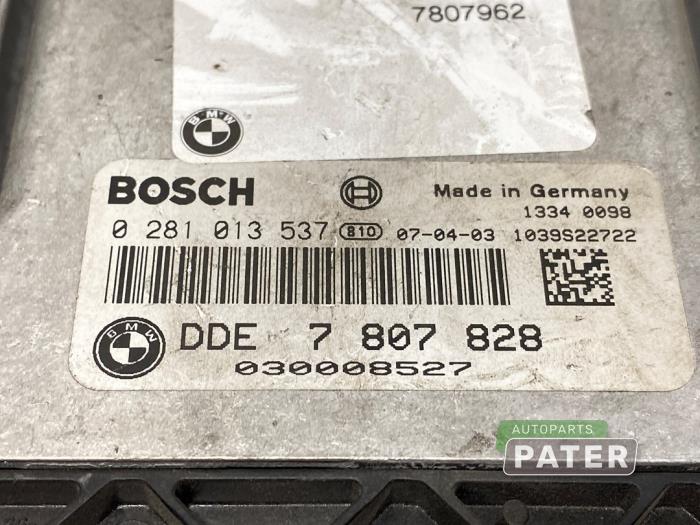 7807962
BMW
BOSCH Made in Germany
1334 0098
0 281 013 537 810 07-04-03 1039S22722
BMW DDE 7 807 828
030008527
AUTOPARTS
PATER